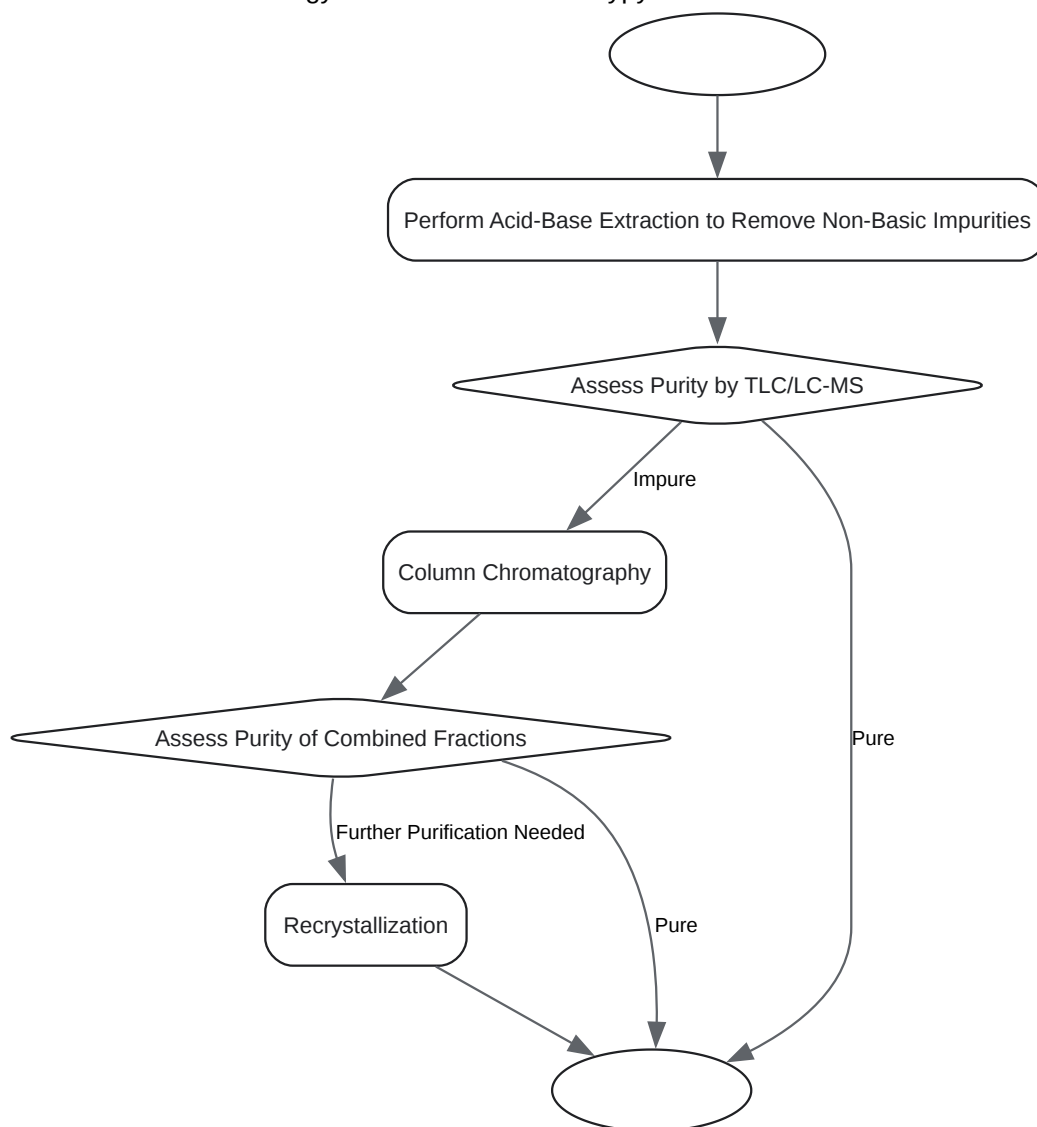 Perform Acid-Base Extraction to Remove Non-Basic Impurities
Assess Purity by TLC/LC-MS
Impure
Column Chromatography
Assess Purity of Combined Fractions
Pure
Further Purification Needed
Recrystallization
Pure